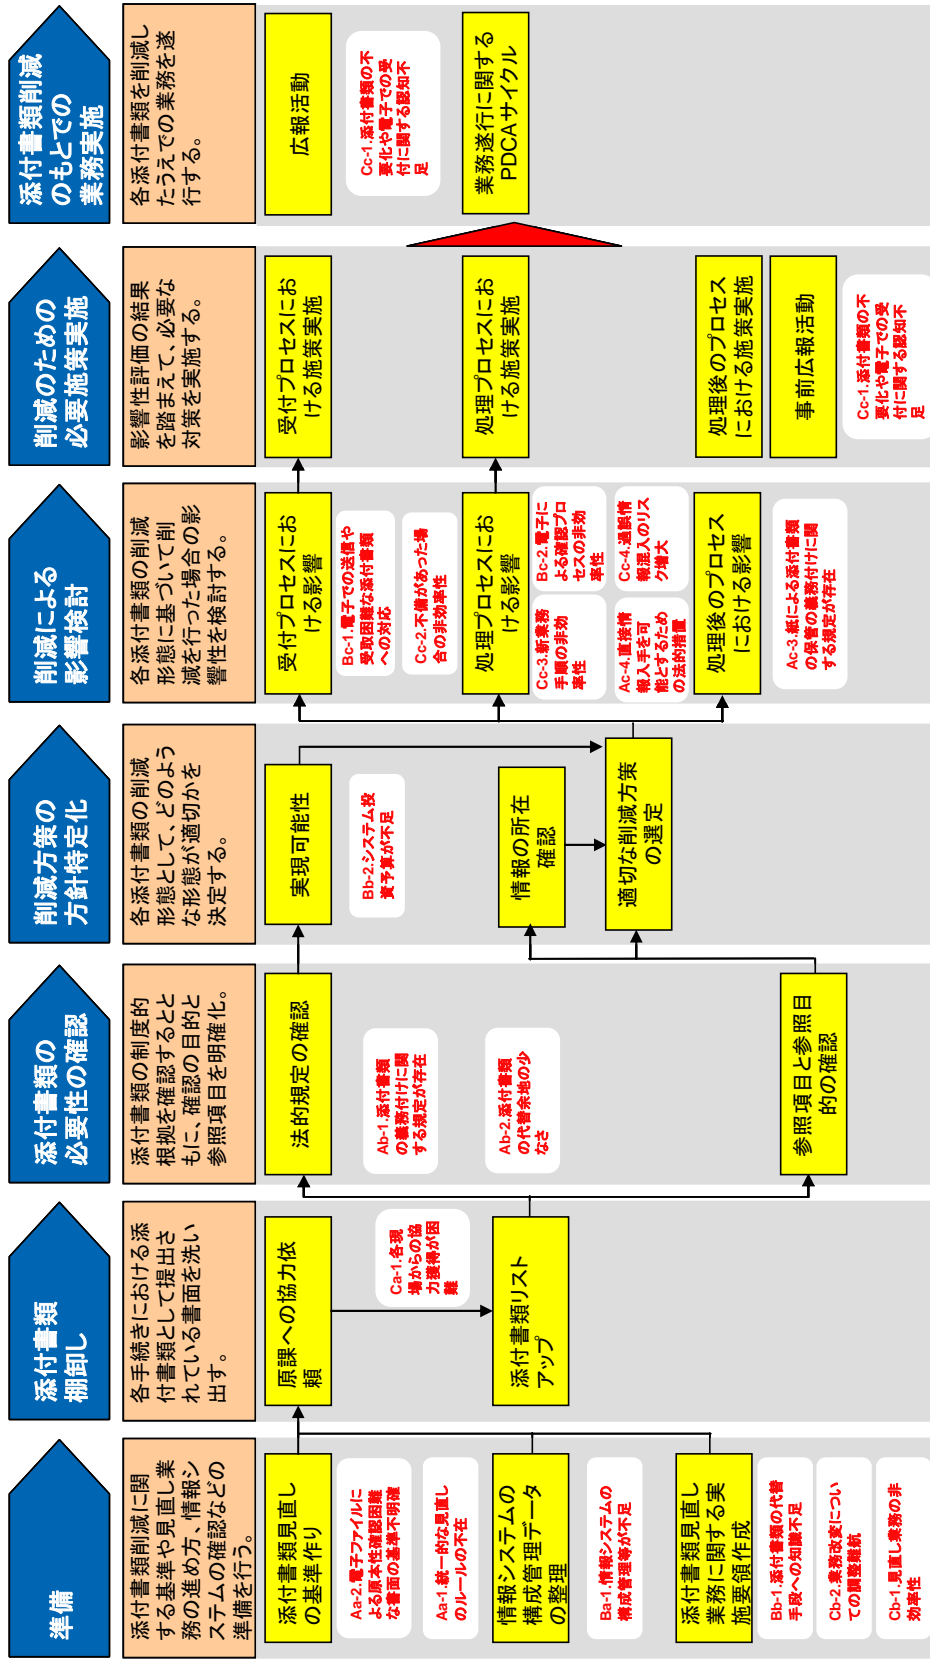 準備
添付書類削減に関
する基準や見直し業
務の進め方、情報シ
ステムの確認などの
準備を行う。
添付書類見直し
の基準作り
Aa-2.電子ファイルに
よる原本性確認困難
な書面の基準不明確
Aa-1.統一的な見直し
のルールの不在
情報システムの
構成管理データ
の整理
Ba-1.情報システムの
構成管理等が不足
添付書類見直し
業務に関する実
施要領作成
Bb-1.添付書類の代替
手段への知識不足
Cb-2.業務改変につい
ての調整難航
Cb-1.見直し業務の非
効率性
添付書類
棚卸し
各手続きにおける添
付書類として提出さ
れている書面を洗い
出す。
原課への協力依
頼
Ca-1.各現
場からの協
力獲得が困
難
添付書類リスト
アップ
添付書類の
必要性の確認
添付書類の制度的
根拠を確認するとと
もに、確認の目的と
参照項目を明確化。
法的規定の確認
Ab-1.添付書類
の義務付けに関
する規定が存在
Ab-2.添付書類
の代替余地の少
なさ
参照項目と参照目
的の確認
削減方策の
方針特定化
各添付書類の削減
形態として、どのよう
な形態が適切かを
決定する。
実現可能性
Bb-2.システム投
資予算が不足
情報の所在
確認
適切な削減方策
の選定
削減による
影響検討
各添付書類の削減
形態に基づいて削
減を行った場合の影
響性を検討する。
受付プロセスにお
ける影響
Bc-1.電子での送信や
受取困難な添付書類
への対応
Cc-2.不備があった場
合の非効率性
処理プロセスにお
ける影響
Cc-3.新業務
手順の非効
率性
Bc-2.電子に
よる確認プロ
セスの非効
率性
Ac-4.直接情
報入手を可
能とするため
の法的措置
Cc-4.過誤情
報混入のリス
ク増大
処理後のプロセス
における影響
Ac-3.紙による添付書類
の保管の義務付けに関
する規定が存在
削減のための
必要施策実施
影響性評価の結果
を踏まえて、必要な
対策を実施する。
受付プロセスにお
ける施策実施
処理プロセスにお
ける施策実施
処理後のプロセス
における施策実施
事前広報活動
Cc-1.添付書類の不
要化や電子での受
付に関する認知不
足
添付書類削減
のもとでの
業務実施
各添付書類を削減し
たうえでの業務を遂
行する。
広報活動
Cc-1.添付書類の不
要化や電子での受
付に関する認知不
足
業務遂行に関する
PDCAサイクル